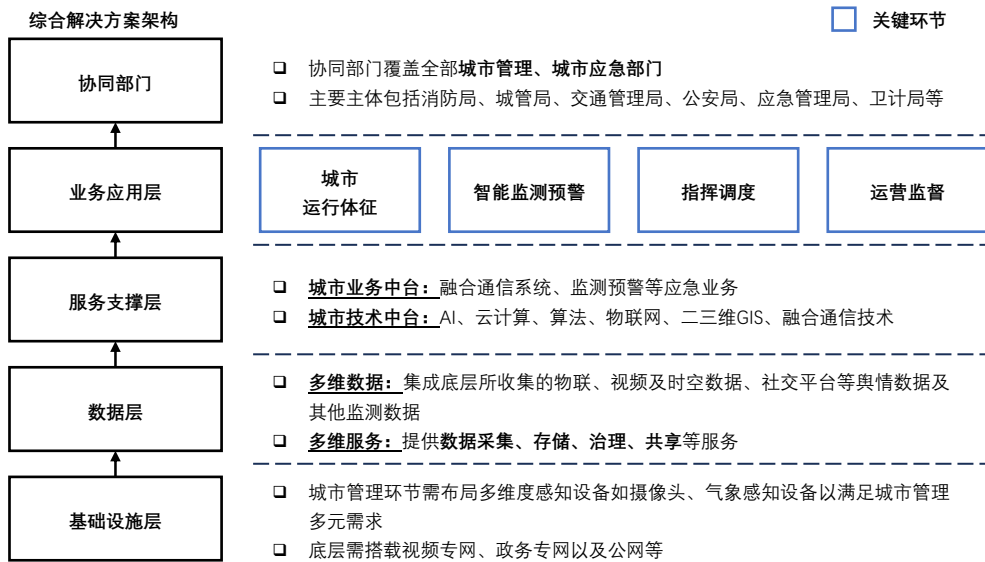 综合解决方案架构
关键环节
协同部门
协同部门覆盖全部城市管理、城市应急部门
主要主体包括消防局、城管局、交通管理局、公安局、应急管理局、卫计局等
业务应用层
城市
运行体征
智能监测预警
指挥调度
运营监督
服务支撑层
城市业务中台：融合通信系统、监测预警等应急业务
城市技术中台：AI、云计算、算法、物联网、二三维GIS、融合通信技术
数据层
多维数据：集成底层所收集的物联、视频及时空数据、社交平台等舆情数据及
其他监测数据
多维服务：提供数据采集、存储、治理、共享等服务
基础设施层
城市管理环节需布局多维度感知设备如摄像头、气象感知设备以满足城市管理
多元需求
底层需搭载视频专网、政务专网以及公网等